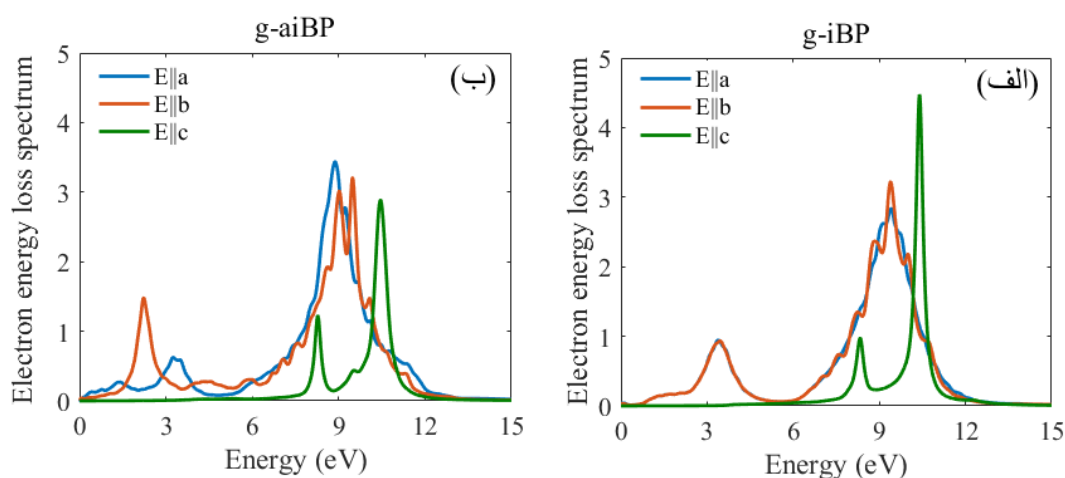 g-aiBP
(ب)
E||a
E||b
E||c
Electron energy loss spectrum
5
4
3
2
1
0
0 3 6 9 12 15
Energy (eV)
g-iBP
(الف)
E||a
E||b
E||c
Electron energy loss spectrum
5
4
3
2
1
0
0 3 6 9 12 15
Energy (eV)